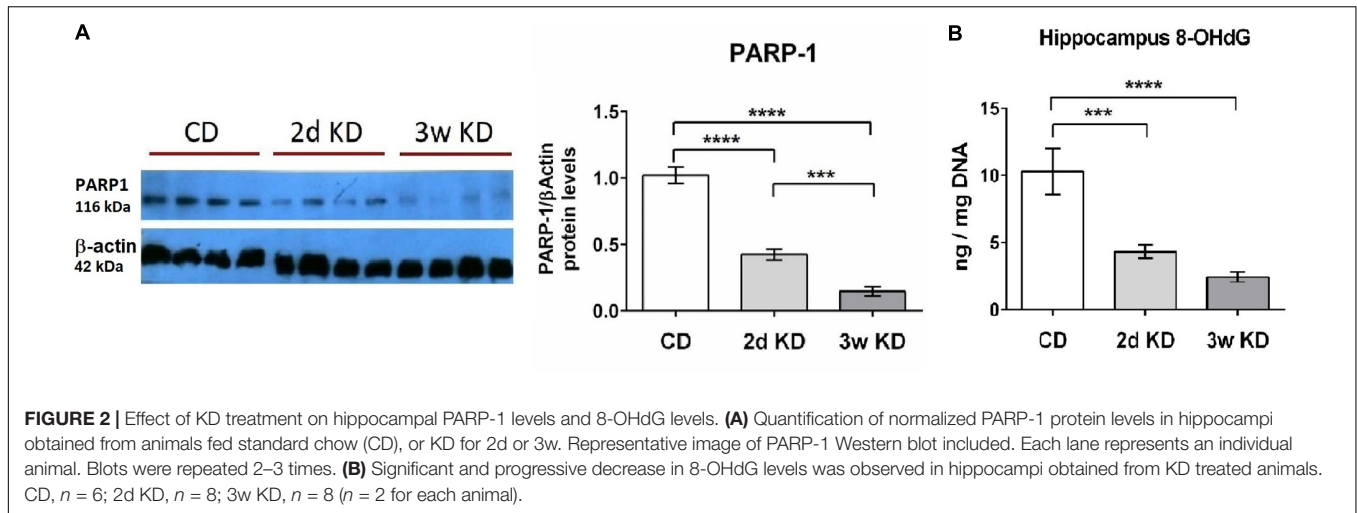 A
CD 2d KD 3w KD
PARP1
116 kDa
β-actin
42 kDa
PARP-1
PARP-1/βActin
protein levels
1.5
1.0
0.5
0.0
****
****
***
CD 2d KD 3w KD
B
Hippocampus 8-OHdG
ng / mg DNA
15
10
5
0
****
***
CD 2d KD 3w KD
FIGURE 2 | Effect of KD treatment on hippocampal PARP-1 levels and 8-OHdG levels. (A) Quantification of normalized PARP-1 protein levels in hippocampi
obtained from animals fed standard chow (CD), or KD for 2d or 3w. Representative image of PARP-1 Western blot included. Each lane represents an individual
animal. Blots were repeated 2–3 times. (B) Significant and progressive decrease in 8-OHdG levels was observed in hippocampi obtained from KD treated animals.
CD, n = 6; 2d KD, n = 8; 3w KD, n = 8 (n = 2 for each animal).